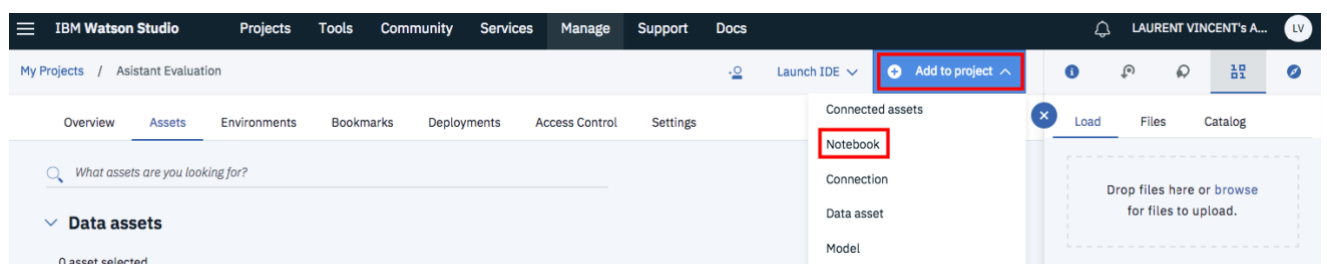 IBM Watson Studio Projects Tools Community Services Manage Support Docs LAURENT VINCENT's A... LV
My Projects / Asistant Evaluation Launch IDE Add to project
Overview Assets Environments Bookmarks Deployments Access Control Settings
Connected assets
Notebook
Connection
Data asset
Model
What assets are you looking for?
Data assets
0 asset selected
Load Files Catalog
Drop files here or browse
for files to upload.